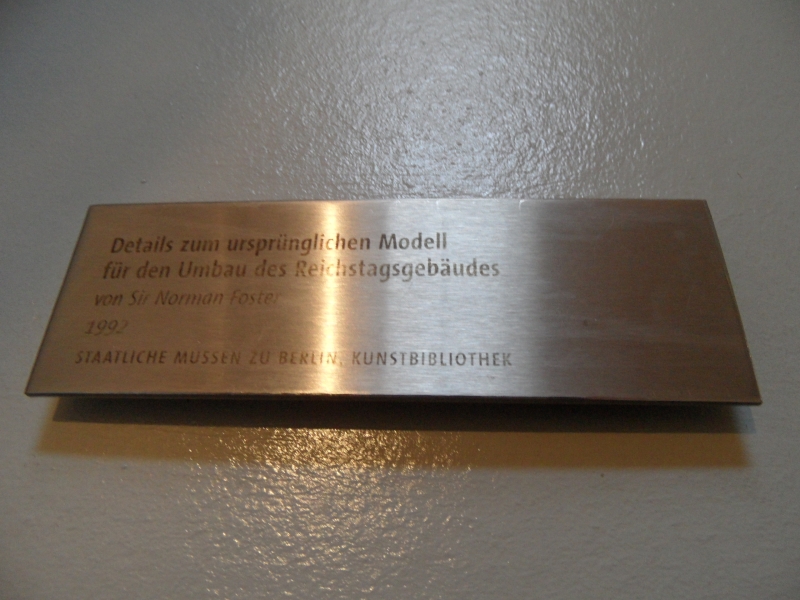 Details zum ursprünglichen Modell
für den Umbau des Reichstagsgebäudes
von Sir Norman Foster
1992
STAATLICHE MUSSEN ZU BERLIN, KUNSTBIBLIOTHEK